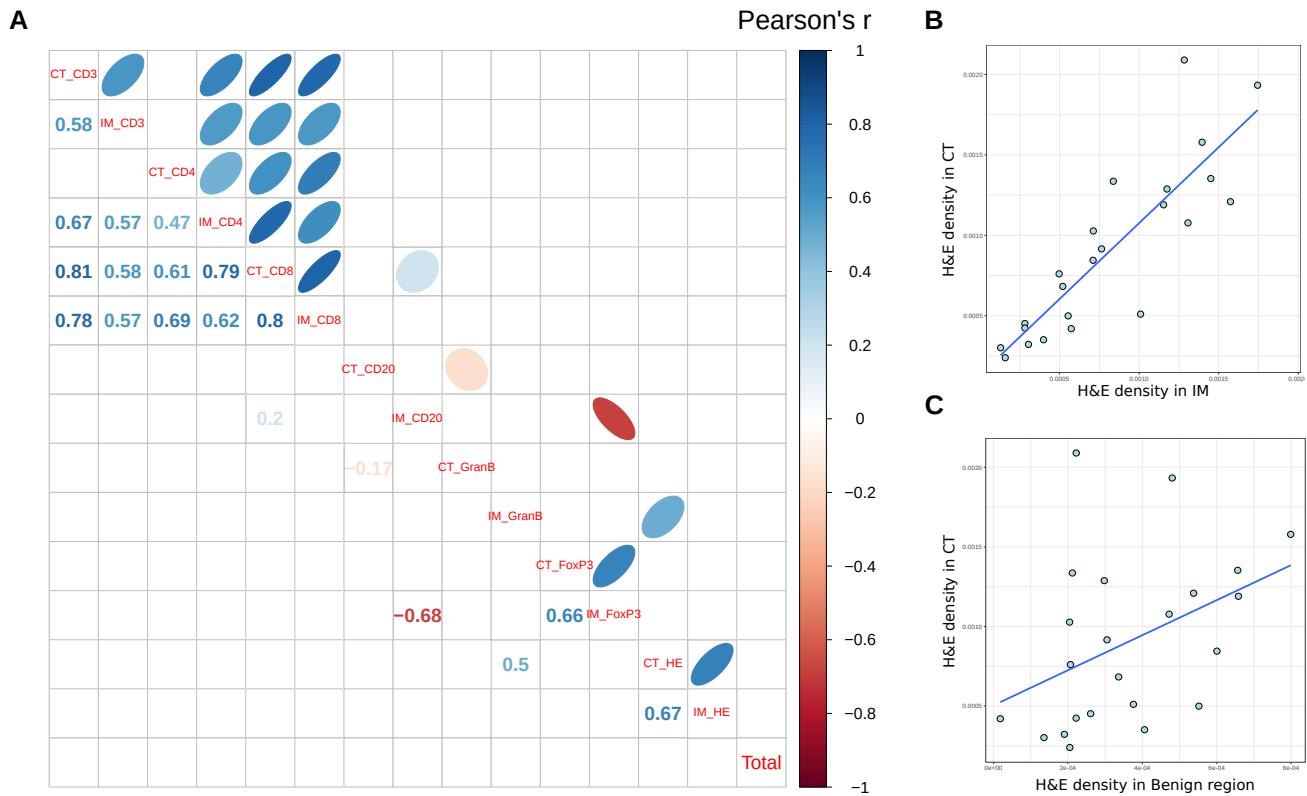 A
Pearson's r
B
CT_CD3
0.58 IM_CD3
CT_CD4
0.67 0.57 0.47 IM_CD4
0.81 0.58 0.61 0.79 CT_CD8
0.78 0.57 0.69 0.62 0.8 IM_CD8
CT_CD20
0.2 IM_CD20
−0.17 CT_GranB
IM_GranB
CT_FoxP3
−0.68 0.66 IM_FoxP3
0.5 CT_HE
0.67 IM_HE
Total
1
0.8
0.6
0.4
0.2
0
−0.2
−0.4
−0.6
−0.8
−1
H&E density in CT
0.0020
0.0015
0.0010
0.0005
0.0005 0.0010 0.0015
H&E density in IM
C
H&E density in CT
0.0020
0.0015
0.0010
0.0005
0e+00 2e-04 4e-04 6e-04 8e-04
H&E density in Benign region